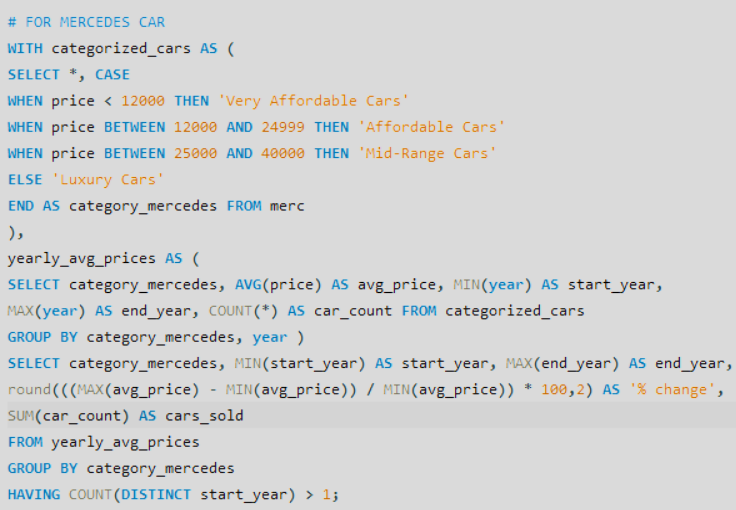 # FOR MERCEDES CAR
WITH categorized_cars AS (
SELECT *, CASE
WHEN price < 12000 THEN 'Very Affordable Cars'
WHEN price BETWEEN 12000 AND 24999 THEN 'Affordable Cars'
WHEN price BETWEEN 25000 AND 40000 THEN 'Mid-Range Cars'
ELSE 'Luxury Cars'
END AS category_mercedes FROM merc
),
yearly_avg_prices AS (
SELECT category_mercedes, AVG(price) AS avg_price, MIN(year) AS start_year,
MAX(year) AS end_year, COUNT(*) AS car_count FROM categorized_cars
GROUP BY category_mercedes, year )
SELECT category_mercedes, MIN(start_year) AS start_year, MAX(end_year) AS end_year,
round(((MAX(avg_price) - MIN(avg_price)) / MIN(avg_price)) * 100,2) AS '% change',
SUM(car_count) AS cars_sold
FROM yearly_avg_prices
GROUP BY category_mercedes
HAVING COUNT(DISTINCT start_year) > 1;